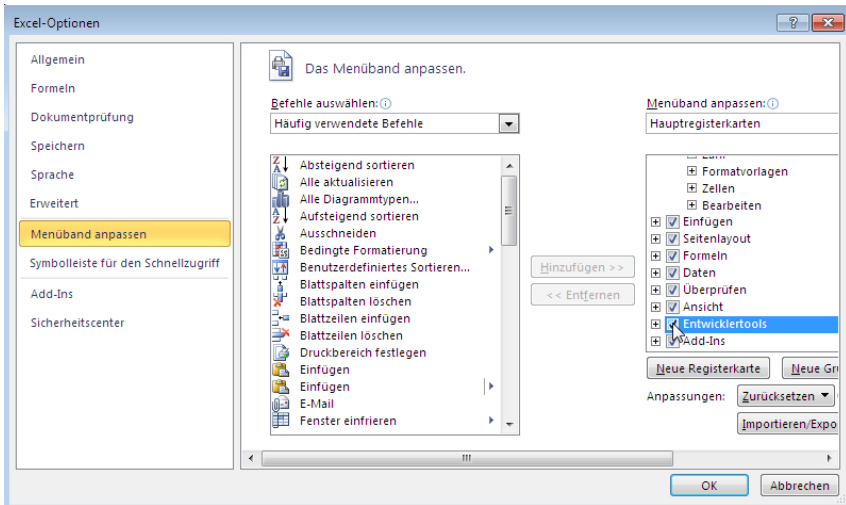 Excel-Optionen
Allgemein
Formeln
Dokumentprüfung
Speichern
Sprache
Erweitert
Menüband anpassen
Symbolleiste für den Schnellzugriff
Add-Ins
Sicherheitscenter
Das Menüband anpassen.
Befehle auswählen:
Häufig verwendete Befehle
Absteigend sortieren
Alle aktualisieren
Alle Diagrammtypen...
Aufsteigend sortieren
Ausschneiden
Bedingte Formatierung
Benutzerdefiniertes Sortieren...
Blattspalten einfügen
Blattspalten löschen
Blattzeilen einfügen
Blattzeilen löschen
Druckbereich festlegen
Einfügen
Einfügen
E-Mail
Fenster einfrieren
Hinzufügen >>
<< Entfernen
Menüband anpassen:
Hauptregisterkarten
Formatvorlagen
Zellen
Bearbeiten
Einfügen
Seitenlayout
Formeln
Daten
Überprüfen
Ansicht
Entwicklertools
Add-Ins
Neue Registerkarte
Neue Gr
Anpassungen:
Zurücksetzen
Importieren/Expo
OK
Abbrechen